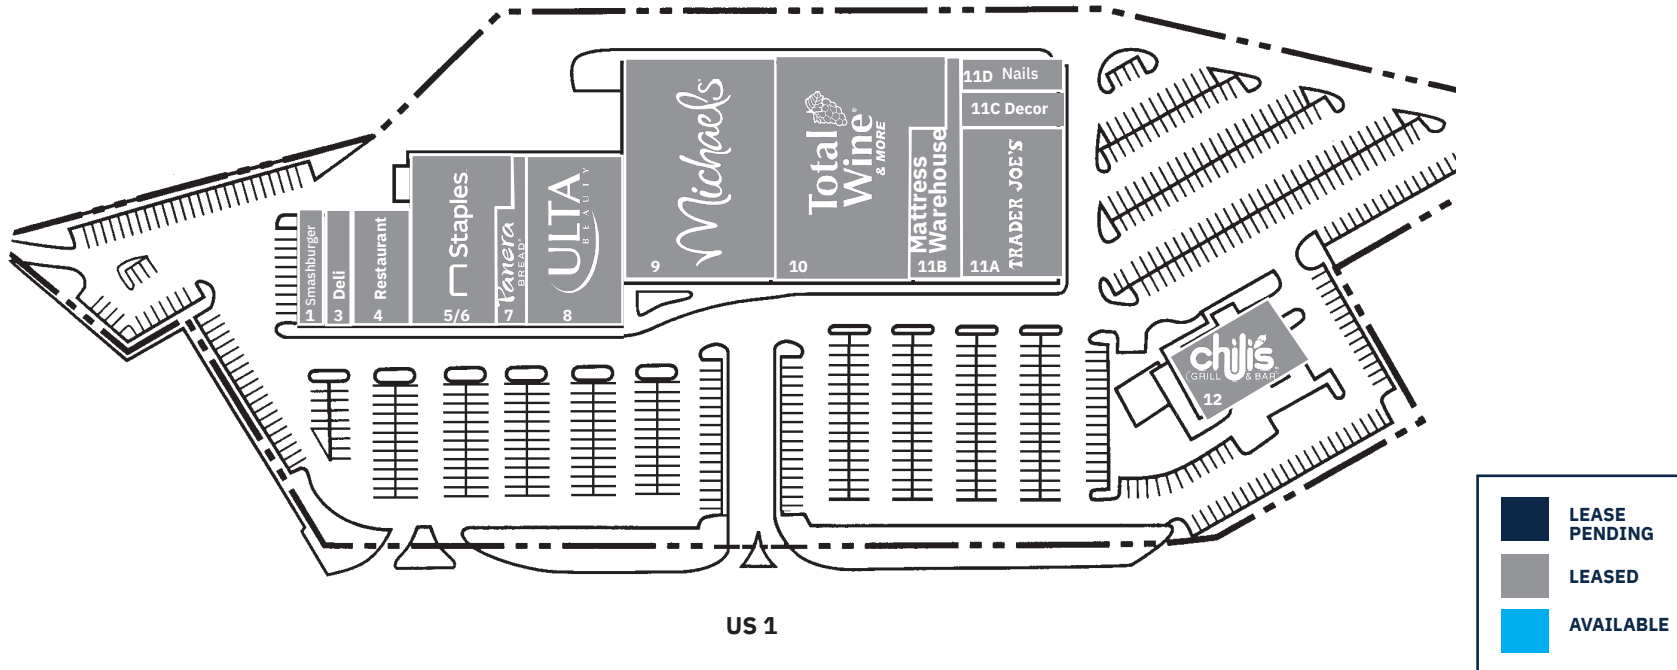 11D Nails
11C Decor
Michaels
9
Total
Wine
& MORE
10
Mattress
Warehouse
11B
TRADER JOE'S
11A
Smashburger
1
Deli
3
Restaurant
4
Staples
5/6
Panera
BREAD
7
ULTA
BEAUTY
8
chili's
GRILL & BAR
12
US 1
LEASE
PENDING
LEASED
AVAILABLE